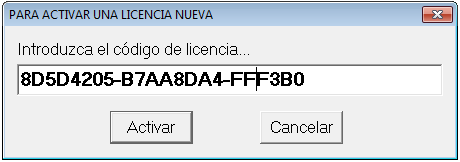 PARA ACTIVAR UNA LICENCIA NUEVA
Introduzca el código de licencia...
8D5D4205-B7AA8DA4-FFF3B0
Activar Cancelar